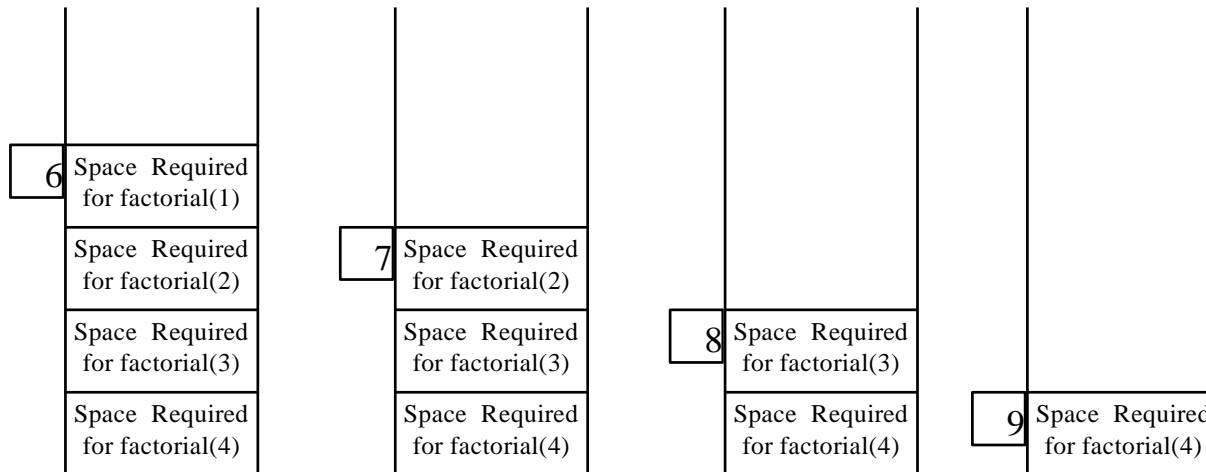 6
Space Required
for factorial(1)
Space Required
for factorial(2)
Space Required
for factorial(3)
Space Required
for factorial(4)
7
Space Required
for factorial(2)
Space Required
for factorial(3)
Space Required
for factorial(4)
8
Space Required
for factorial(3)
Space Required
for factorial(4)
9
Space Required
for factorial(4)